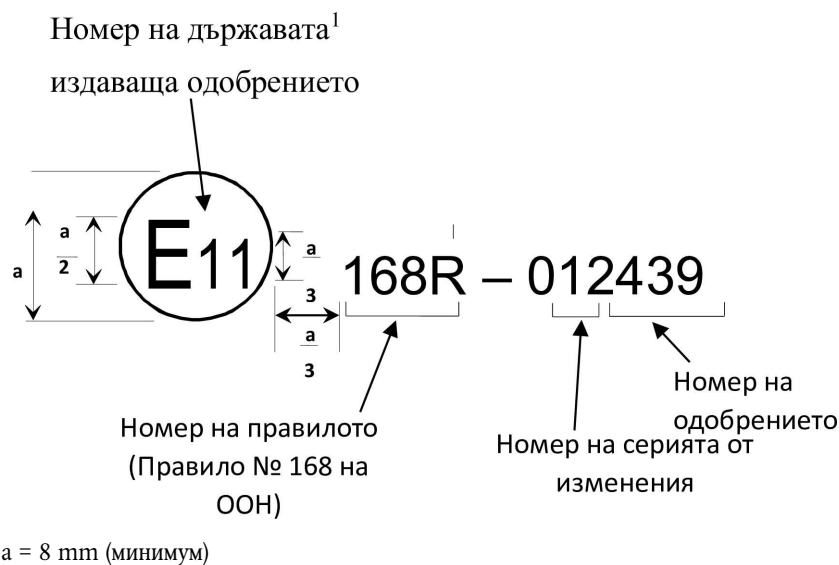 Номер на държавата1
издаваща одобрението
E11
a
a
2
a
3
a
3
168R – 012439
Номер на
одобрението
Номер на правилото
(Правило № 168 на
ООН)
Номер на серията от
изменения
a = 8 mm (минимум)